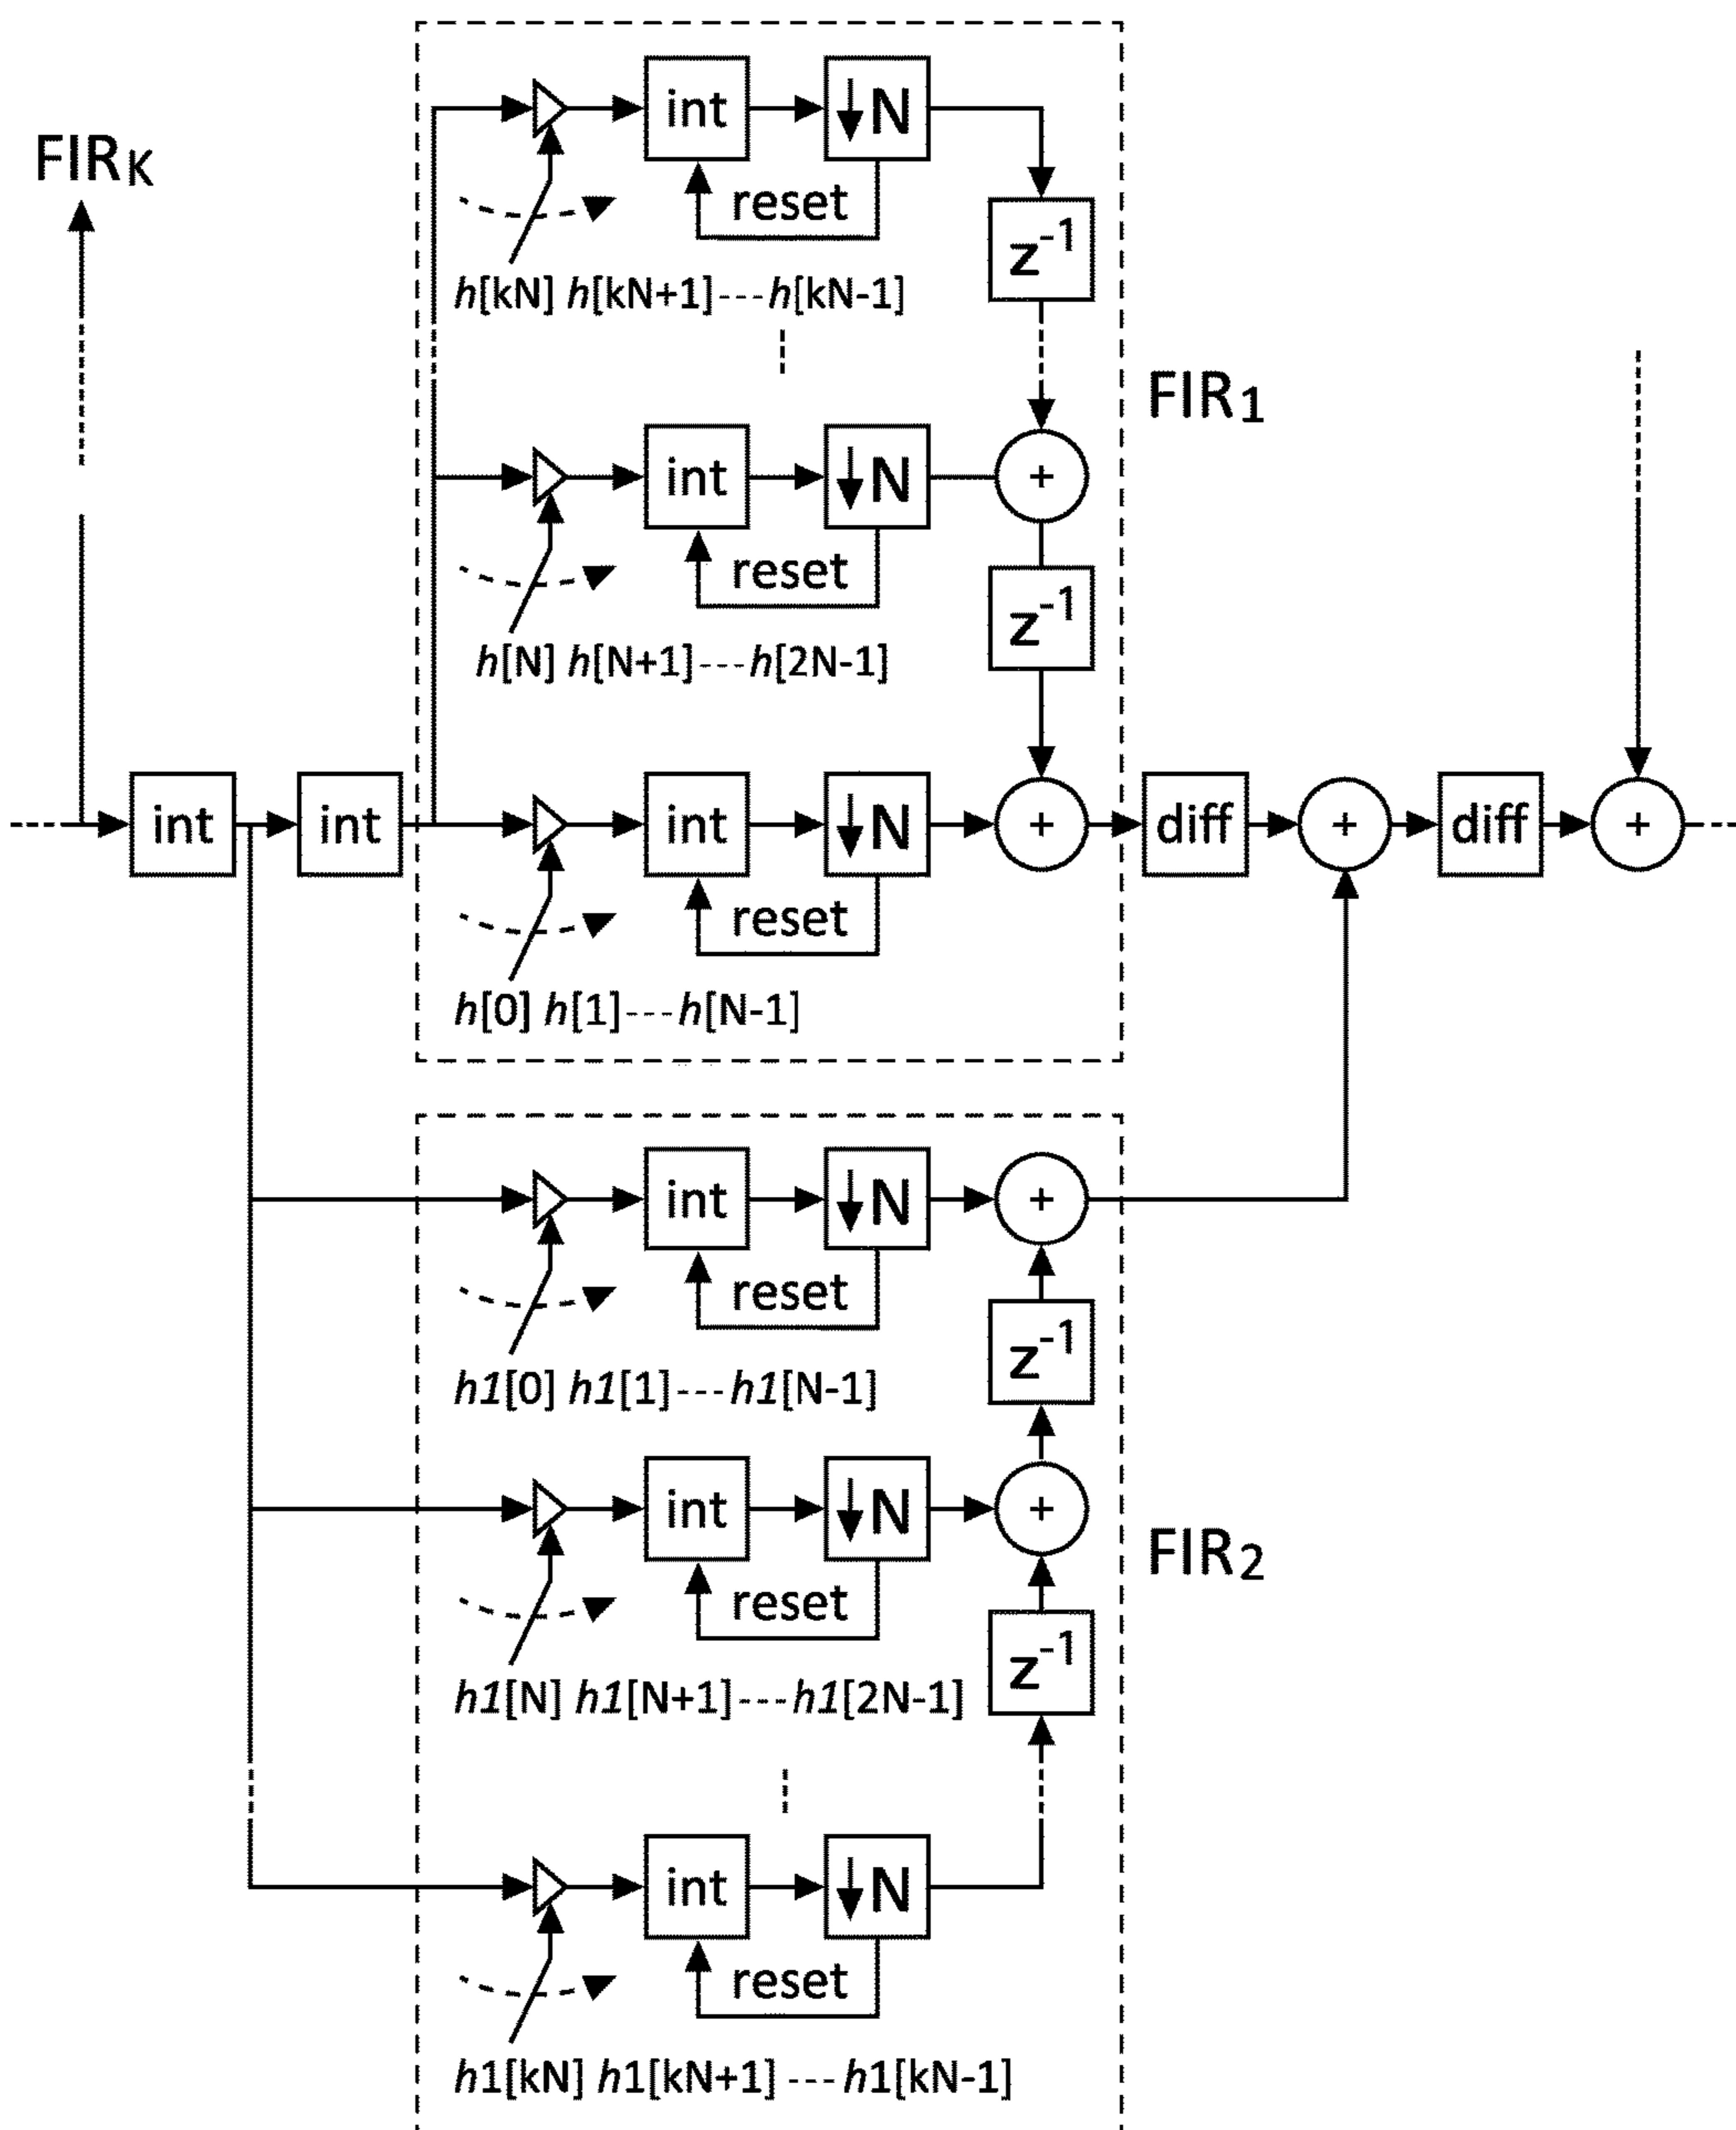 int
↓N
FIRK
reset
z-1
h[kN] h[kN+1]---h[kN-1]
FIR1
int
↓N
+
reset
z-1
h[N] h[N+1]---h[2N-1]
int
int
int
↓N
+
diff
+
diff
+
reset
h[0] h[1]---h[N-1]
int
↓N
+
reset
z-1
h1[0] h1[1]---h1[N-1]
int
↓N
+
FIR2
reset
z-1
h1[N] h1[N+1]---h1[2N-1]
int
↓N
reset
h1[kN] h1[kN+1] ---h1[kN-1]